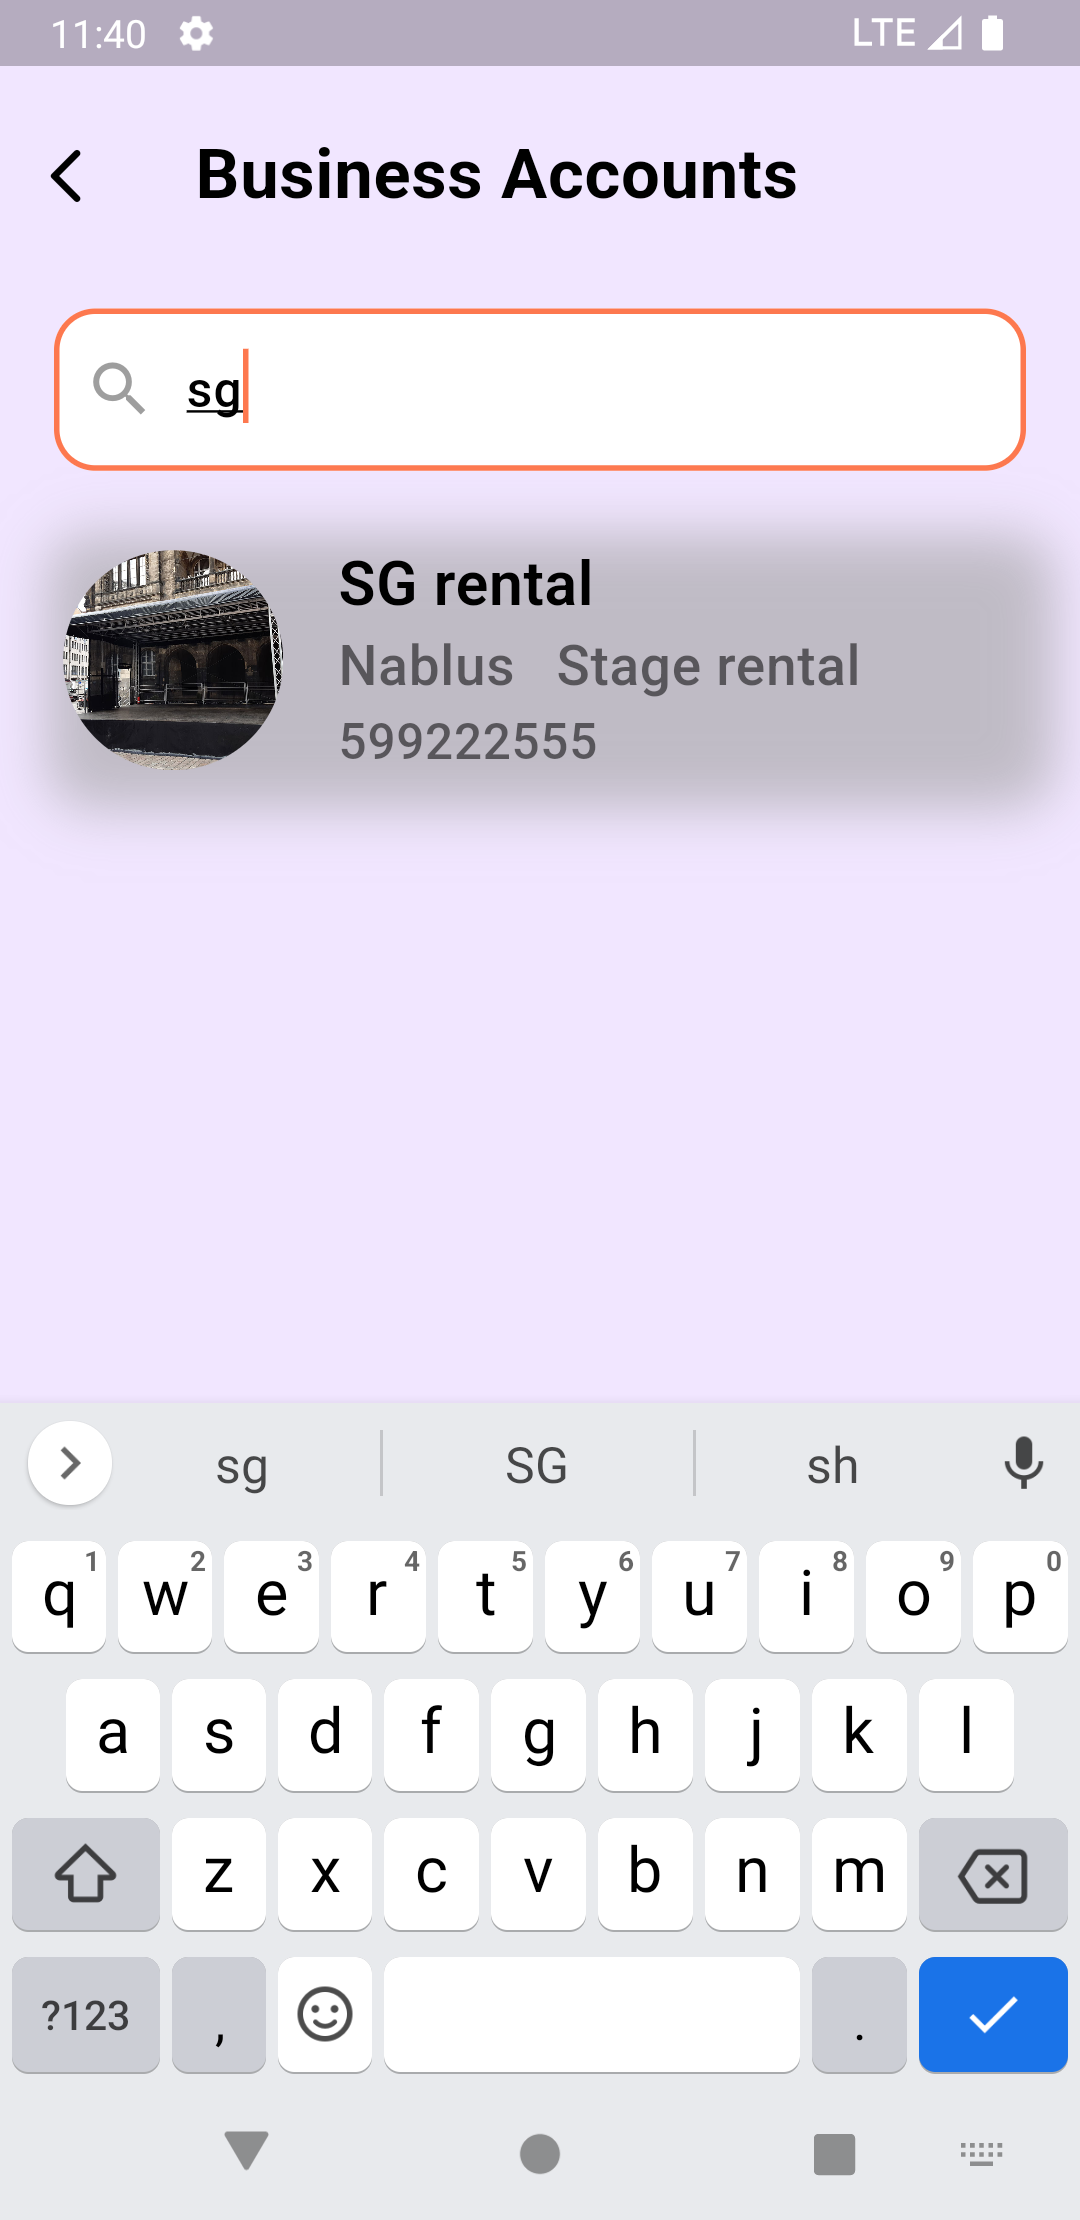 11:40 LTE
Business Accounts
sg
SG rental
Nablus Stage rental
599222555
sg SG sh
1 2 3 4 5 6 7 8 9 0
q w e r t y u i o p
a s d f g h j k l
z x c v b n m
?123 , .